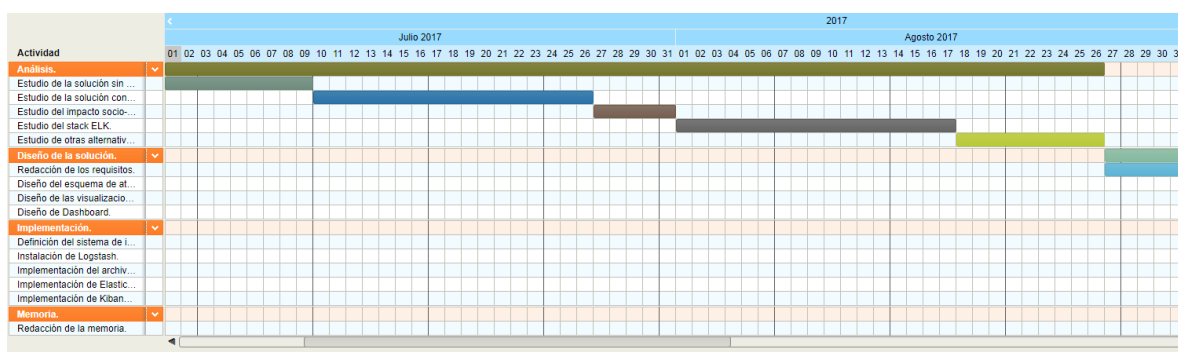 2017
Julio 2017 Agosto 2017
Actividad 01 02 03 04 05 06 07 08 09 10 11 12 13 14 15 16 17 18 19 20 21 22 23 24 25 26 27 28 29 30 31 01 02 03 04 05 06 07 08 09 10 11 12 13 14 15 16 17 18 19 20 21 22 23 24 25 26 27 28 29 30 3
Análisis.
Estudio de la solución sin ...
Estudio de la solución con...
Estudio del impacto socio-...
Estudio del stack ELK.
Estudio de otras alternativ...
Diseño de la solución.
Redacción de los requisitos.
Diseño del esquema de at...
Diseño de las visualizacio...
Diseño de Dashboard.
Implementación.
Definición del sistema de i...
Instalación de Logstash.
Implementación del archiv...
Implementación de Elastic...
Implementación de Kiban...
Memoria.
Redacción de la memoria.